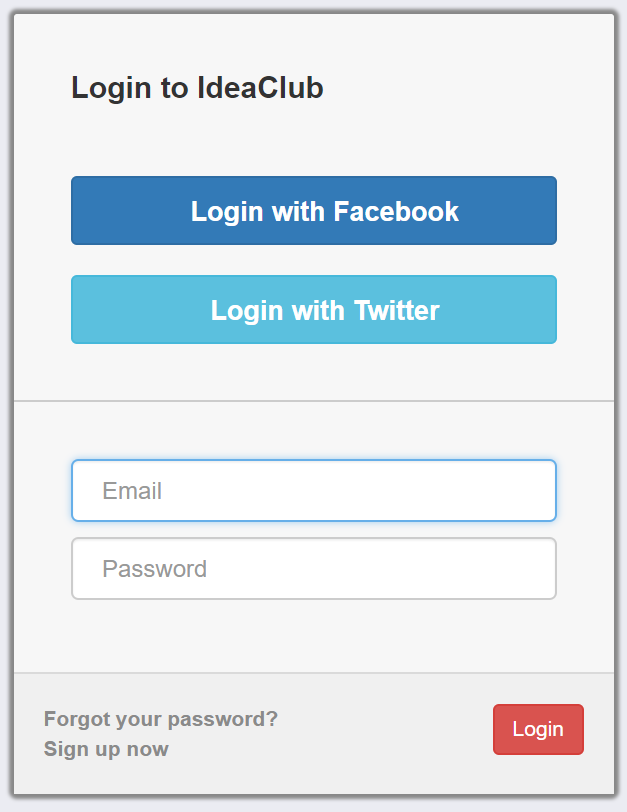 Login to IdeaClub
Login with Facebook
Login with Twitter
Email
Password
Forgot your password?
Sign up now
Login